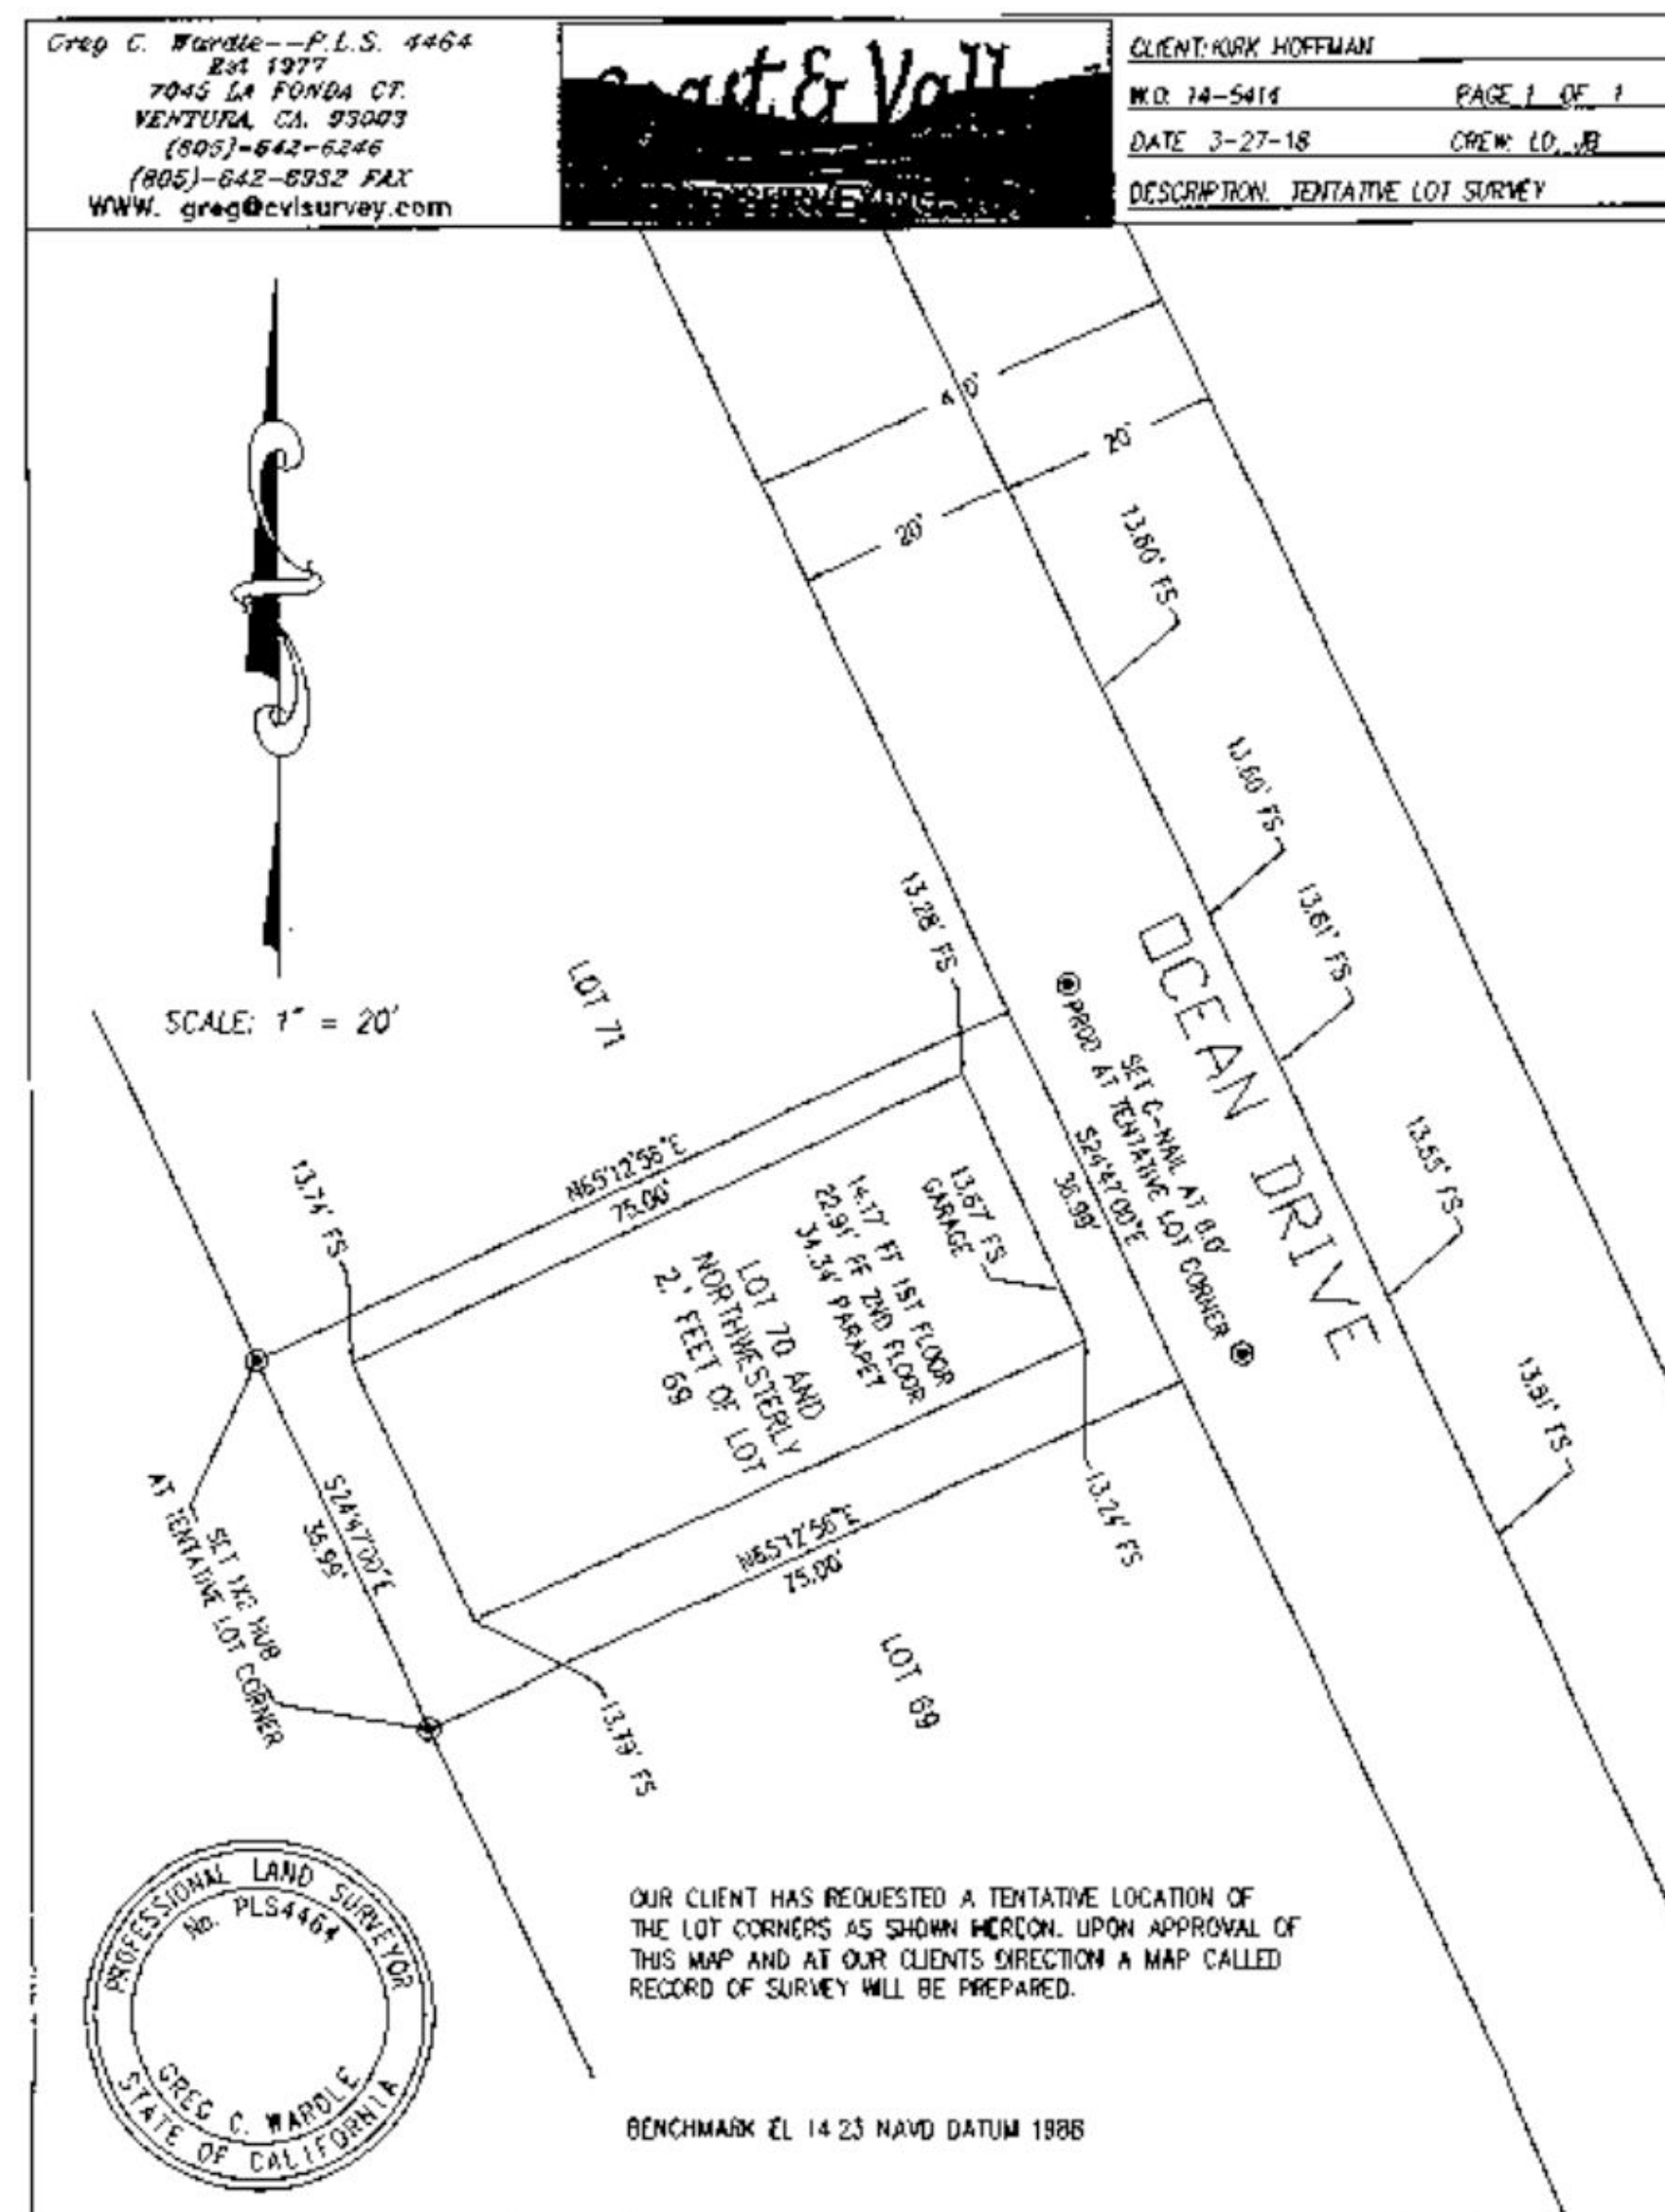 Greg C. Wardle--P.L.S. 4464
Est 1977
7045 LA FONDA CT.
VENTURA, CA. 93003
(805)-642-6246
(805)-642-6932 FAX
WWW. greg@cvlsurvey.com
CLIENT: KIRK HOFFMAN
W.O: 14-5414
PAGE 1 OF 1
DATE 3-27-18
CREW: LD, JB
DESCRIPTION. TENTATIVE LOT SURVEY
20'
20'
13.60' FS
13.60' FS
13.61' FS
13.28' FS
OCEAN DRIVE
LOT 71
SCALE: 1" = 20'
SET C-NAIL AT 8.0'
PROD AT TENTATIVE LOT CORNER
S24°47'00"E
36.99'
13.55' FS
N65°12'56"E
75.00'
13.74' FS
13.67' FS
GARAGE
14.17' FF 1ST FLOOR
22.91' FF 2ND FLOOR
34.34' PARAPET
LOT 70 AND
NORTHWESTERLY
2.' FEET OF LOT
69
FS
S24°47'00"E
36.99'
SET HUB
AT TENTATIVE LOT CORNER
N65°12'56"E
75.00'
13.24' FS
13.79' FS
LOT 69
PROFESSIONAL LAND SURVEYOR
No. PLS4464
GREG C. WARDLE
STATE OF CALIFORNIA
OUR CLIENT HAS REQUESTED A TENTATIVE LOCATION OF
THE LOT CORNERS AS SHOWN HEREON. UPON APPROVAL OF
THIS MAP AND AT OUR CLIENTS DIRECTION A MAP CALLED
RECORD OF SURVEY WILL BE PREPARED.
BENCHMARK EL 14.23 NAVD DATUM 1988